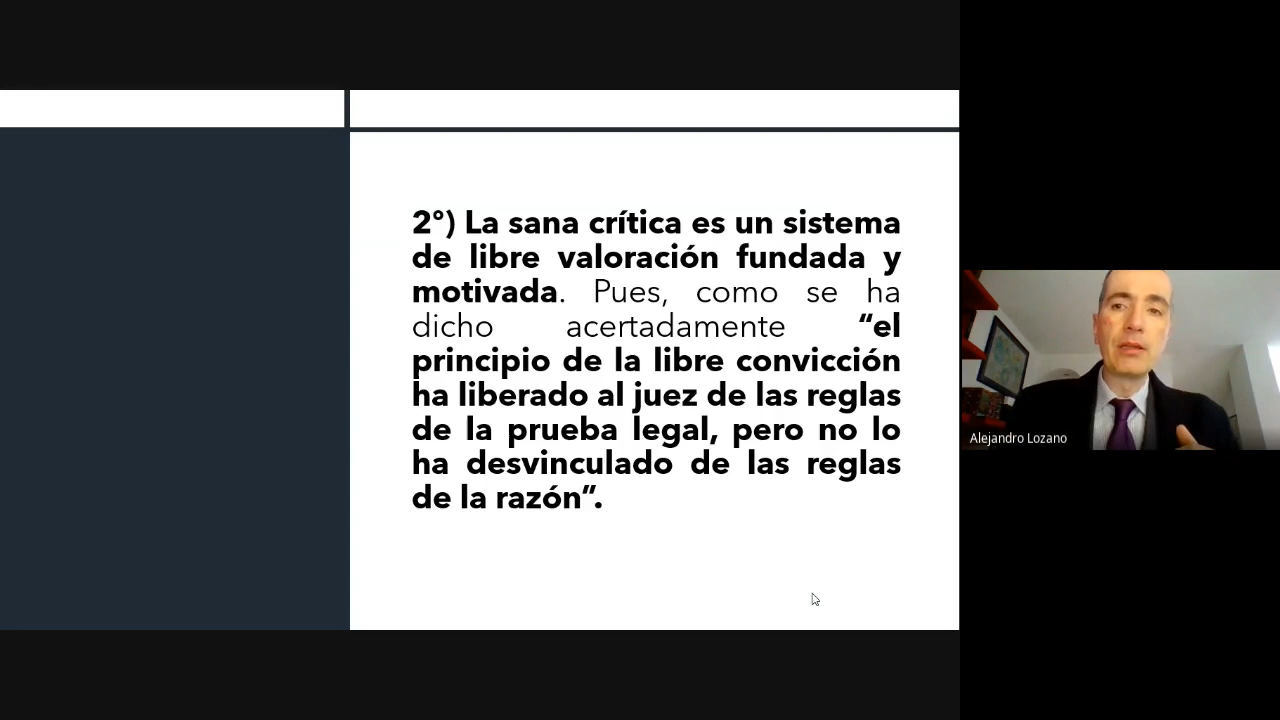 2°) La sana crítica es un sistema
de libre valoración fundada y
motivada. Pues, como se ha
dicho acertadamente “el
principio de la libre convicción
ha liberado al juez de las reglas
de la prueba legal, pero no lo
ha desvinculado de las reglas
de la razón”.
Alejandro Lozano